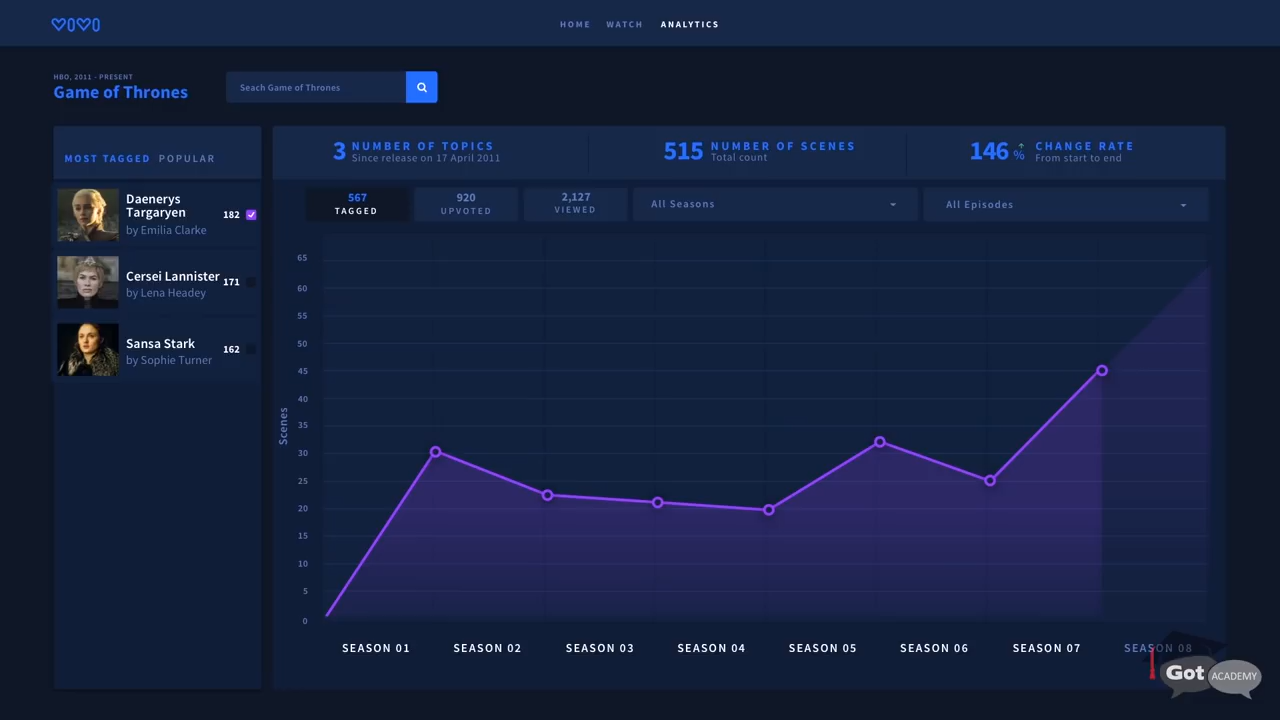 HOME WATCH ANALYTICS
HBO, 2011 - PRESENT
Game of Thrones
Seach Game of Thrones
MOST TAGGED POPULAR
Daenerys
Targaryen
by Emilia Clarke
182
Cersei Lannister
by Lena Headey
171
Sansa Stark
by Sophie Turner
162
3 NUMBER OF TOPICS
Since release on 17 April 2011
515 NUMBER OF SCENES
Total count
146 % CHANGE RATE
From start to end
567
TAGGED
920
UPVOTED
2,127
VIEWED
All Seasons
All Episodes
Scenes
65
60
55
50
45
40
35
30
25
20
15
10
5
0
SEASON 01 SEASON 02 SEASON 03 SEASON 04 SEASON 05 SEASON 06 SEASON 07 SEASON 08
Got ACADEMY